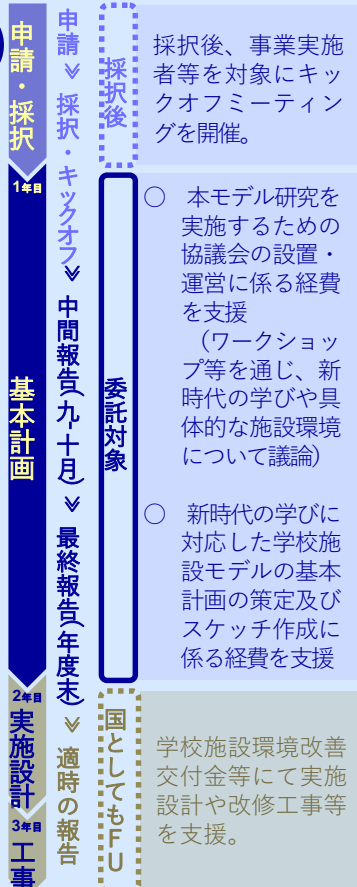 申請・採択
1年目
基本計画
2年目
実施設計
3年目
工事
申請 ≫ 採択・キックオフ ≫ 中間報告(九-十月) ≫ 最終報告(年度末) ≫ 適時の報告
採択後
採択後、事業実施
者等を対象にキッ
クオフミーティン
グを開催。
委託対象
○ 本モデル研究を
実施するための
協議会の設置・
運営に係る経費
を支援
(ワークショッ
プ等を通じ、新
時代の学びや具
体的な施設環境
について議論)
○ 新時代の学びに
対応した学校施
設モデルの基本
計画の策定及び
スケッチ作成に
係る経費を支援
国としてもFU
学校施設環境改善
交付金等にて実施
設計や改修工事等
を支援。